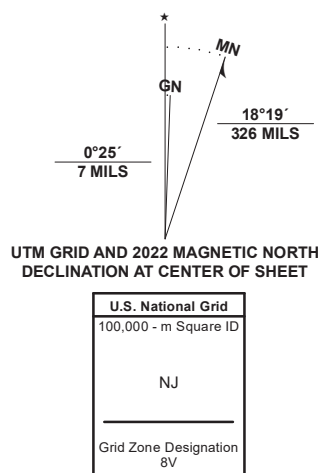 MN
GN
0°25´
7 MILS
18°19´
326 MILS
UTM GRID AND 2022 MAGNETIC NORTH
DECLINATION AT CENTER OF SHEET
U.S. National Grid
100,000 - m Square ID
NJ
Grid Zone Designation
8V